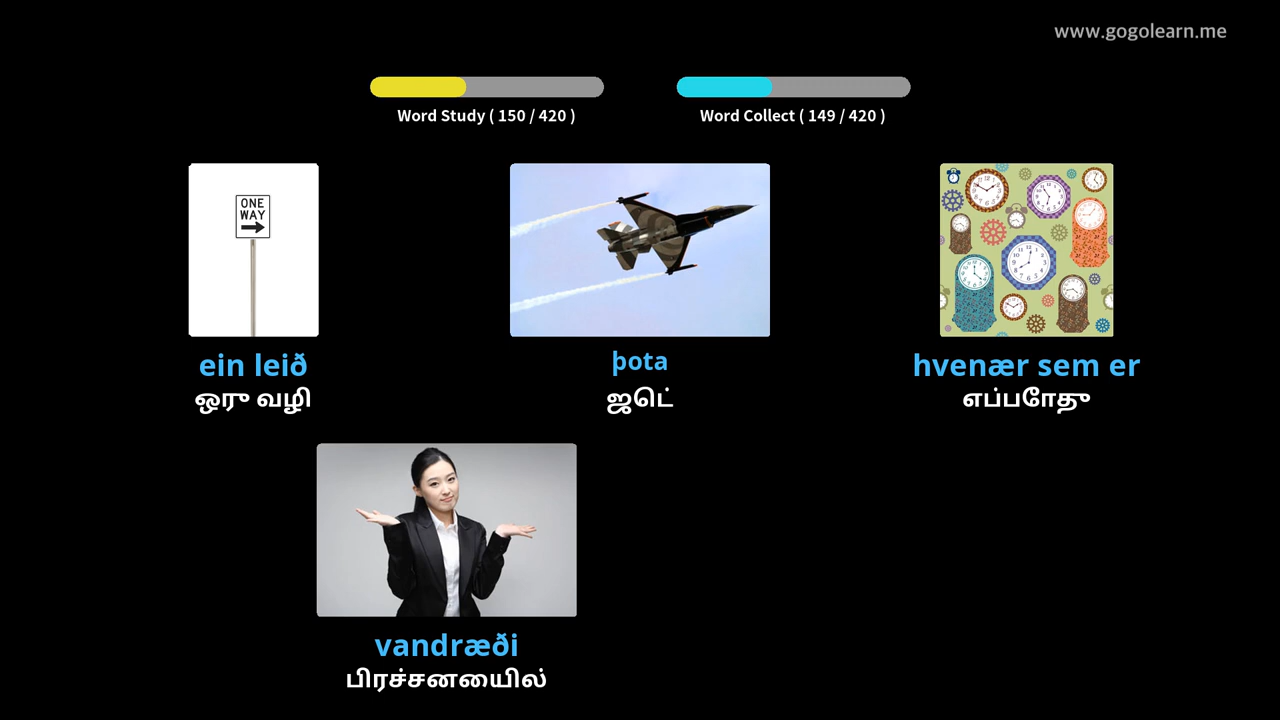 www.gogolearn.me
Word Study ( 150 / 420 )
Word Collect ( 149 / 420 )
ONE
WAY
ein leið
ஒரு வழி
þota
ஜெட்
hvenær sem er
எப்போது
vandræði
பிரச்சனையில்